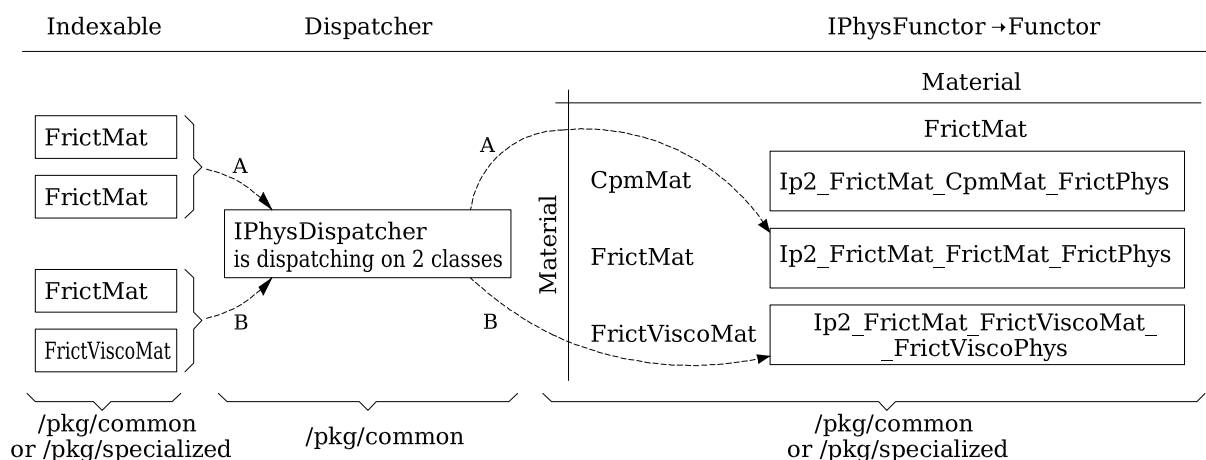 Indexable
Dispatcher
IPhysFunctor→Functor
Material
FrictMat
FrictMat
FrictMat
A
IPhysDispatcher
is dispatching on 2 classes
FrictMat
FrictViscoMat
B
A
B
Material
CpmMat
Ip2_FrictMat_CpmMat_FrictPhys
FrictMat
Ip2_FrictMat_FrictMat_FrictPhys
FrictViscoMat
Ip2_FrictMat_FrictViscoMat_
_FrictViscoPhys
/pkg/common
or /pkg/specialized
/pkg/common
/pkg/common
or /pkg/specialized